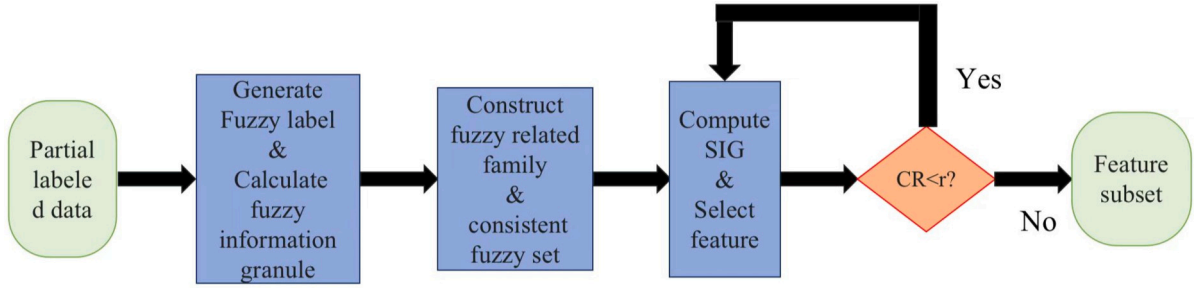 Partial
labele
d data
Generate
Fuzzy label
&
Calculate
fuzzy
information
granule
Construct
fuzzy related
family
&
consistent
fuzzy set
Compute
SIG
&
Select
feature
CR<r?
Yes
No
Feature
subset